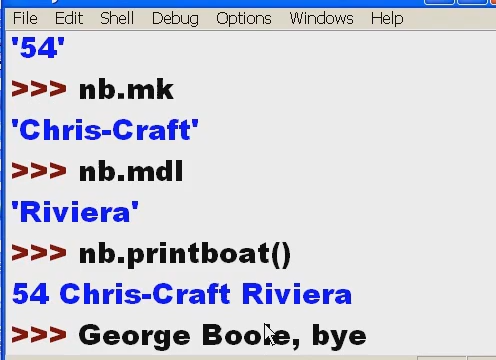 File Edit Shell Debug Options Windows Help
'54'
>>> nb.mk
'Chris-Craft'
>>> nb.mdl
'Riviera'
>>> nb.printboat()
54 Chris-Craft Riviera
>>> George Boole, bye